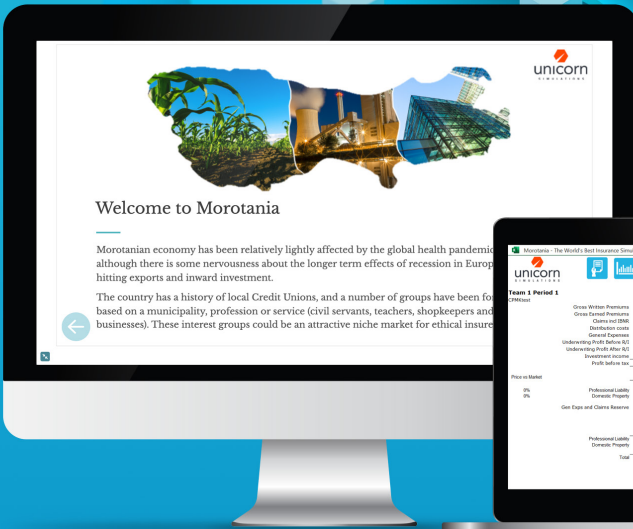 unicorn
SIMULATIONS
Welcome to Morotania
Morotanian economy has been relatively lightly affected by the global health pandemic
although there is some nervousness about the longer term effects of recession in Europ
hitting exports and inward investment.
The country has a history of local Credit Unions, and a number of groups have been fo
based on a municipality, profession or service (civil servants, teachers, shopkeepers and
businesses). These interest groups could be an attractive niche market for ethical insure
Morotania - The World's Best Insurance Simu
unicorn
SIMULATIONS
Team 1 Period 1
CPMKtest
Gross Written Premiums
Gross Earned Premiums
Claims incl IBNR
Distribution costs
General Expenses
Underwriting Profit Before R/I
Underwriting Profit After R/I
Investment income
Profit before tax
Price vs Market
0% Professional Liability
0% Domestic Property
Gen Exps and Claims Reserve
Professional Liability
Domestic Property
Total